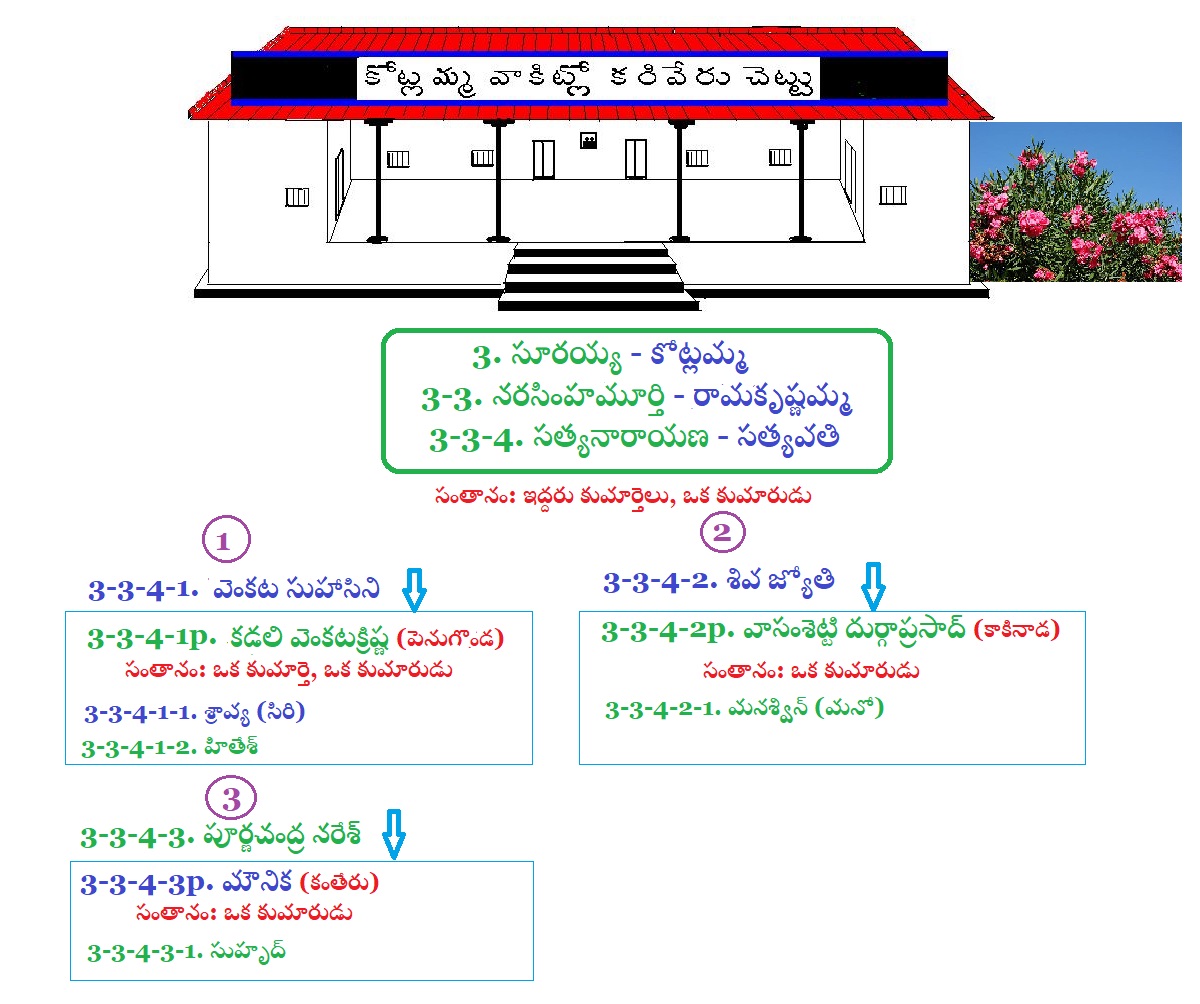 కోట్లమ్మ వాకిట్లో కరివేరు చెట్టు
3. సూరయ్య - కోట్లమ్మ
3-3. నరసింహమూర్తి - రామకృష్ణమ్మ
3-3-4. సత్యనారాయణ - సత్యవతి
సంతానం: ఇద్దరు కుమార్తెలు, ఒక కుమారుడు
1
3-3-4-1. వెంకట సుహాసిని
3-3-4-1p. కడలి వెంకటక్రిష్ణ (పెనుగొండ)
సంతానం: ఒక కుమార్తె, ఒక కుమారుడు
3-3-4-1-1. శ్రావ్య (సిరి)
3-3-4-1-2. హితేశ్
2
3-3-4-2. శివ జ్యోతి
3-3-4-2p. వాసంశెట్టి దుర్గాప్రసాద్ (కాకినాడ)
సంతానం: ఒక కుమారుడు
3-3-4-2-1. మనశ్విన్ (మనో)
3
3-3-4-3. పూర్ణచంద్ర నరేశ్
3-3-4-3p. మౌనిక (కంతేరు)
సంతానం: ఒక కుమారుడు
3-3-4-3-1. సుహృద్